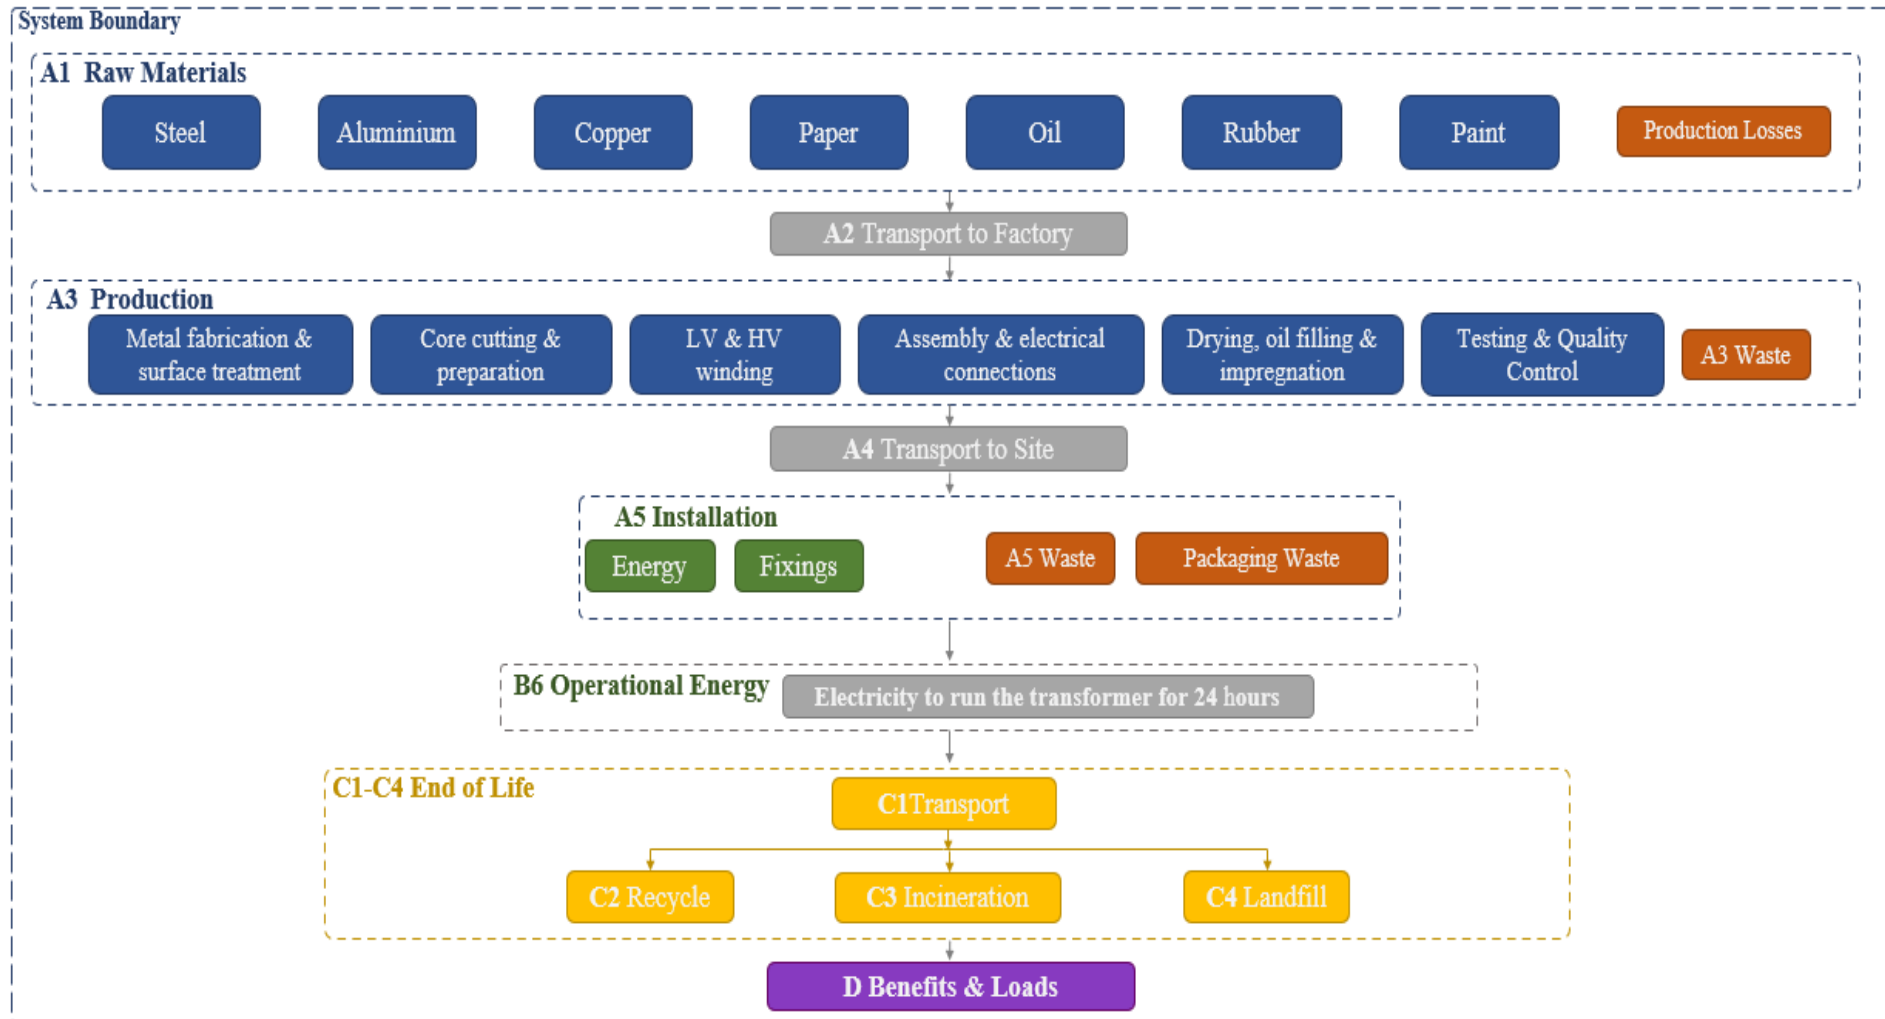 System Boundary
A1 Raw Materials
Steel
Aluminium
Copper
Paper
Oil
Rubber
Paint
Production Losses
A2 Transport to Factory
A3 Production
Metal fabrication &
surface treatment
Core cutting &
preparation
LV & HV
winding
Assembly & electrical
connections
Drying, oil filling &
impregnation
Testing & Quality
Control
A3 Waste
A4 Transport to Site
A5 Installation
Energy
Fixings
A5 Waste
Packaging Waste
B6 Operational Energy
Electricity to run the transformer for 24 hours
C1-C4 End of Life
C1Transport
C2 Recycle
C3 Incineration
C4 Landfill
D Benefits & Loads